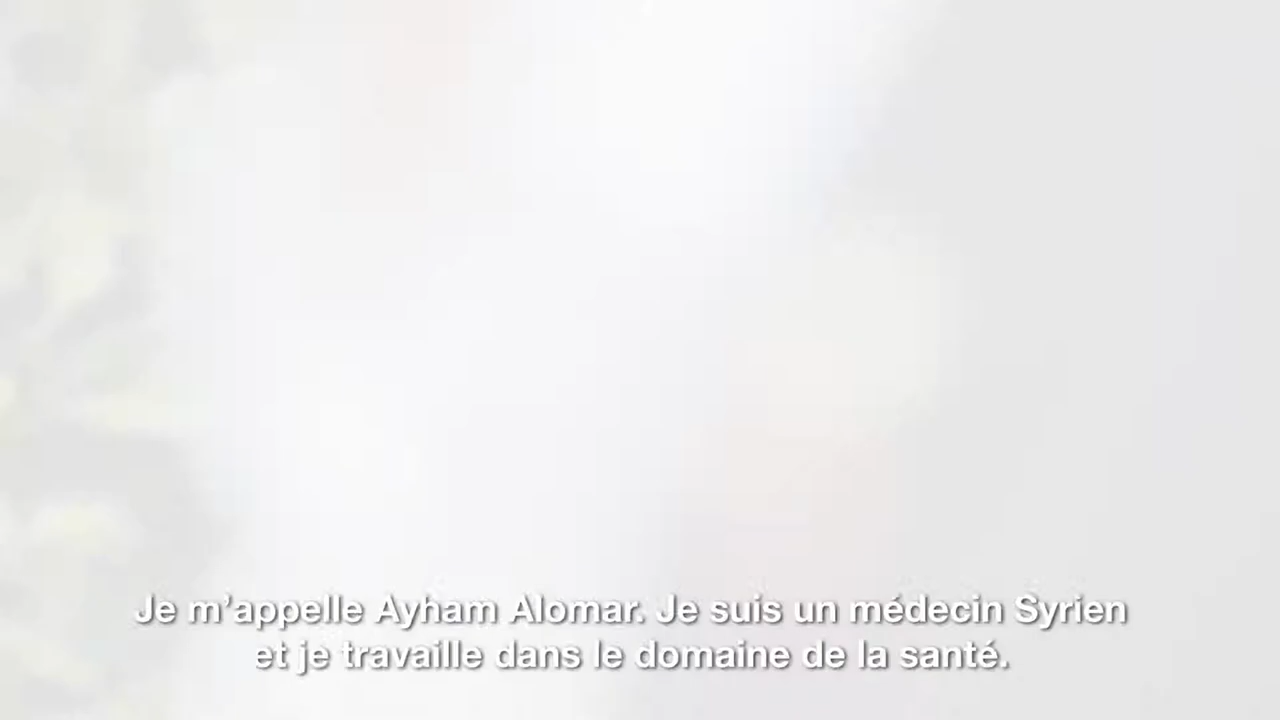 Je m’appelle Ayham Alomar. Je suis un médecin Syrien
et je travaille dans le domaine de la santé.